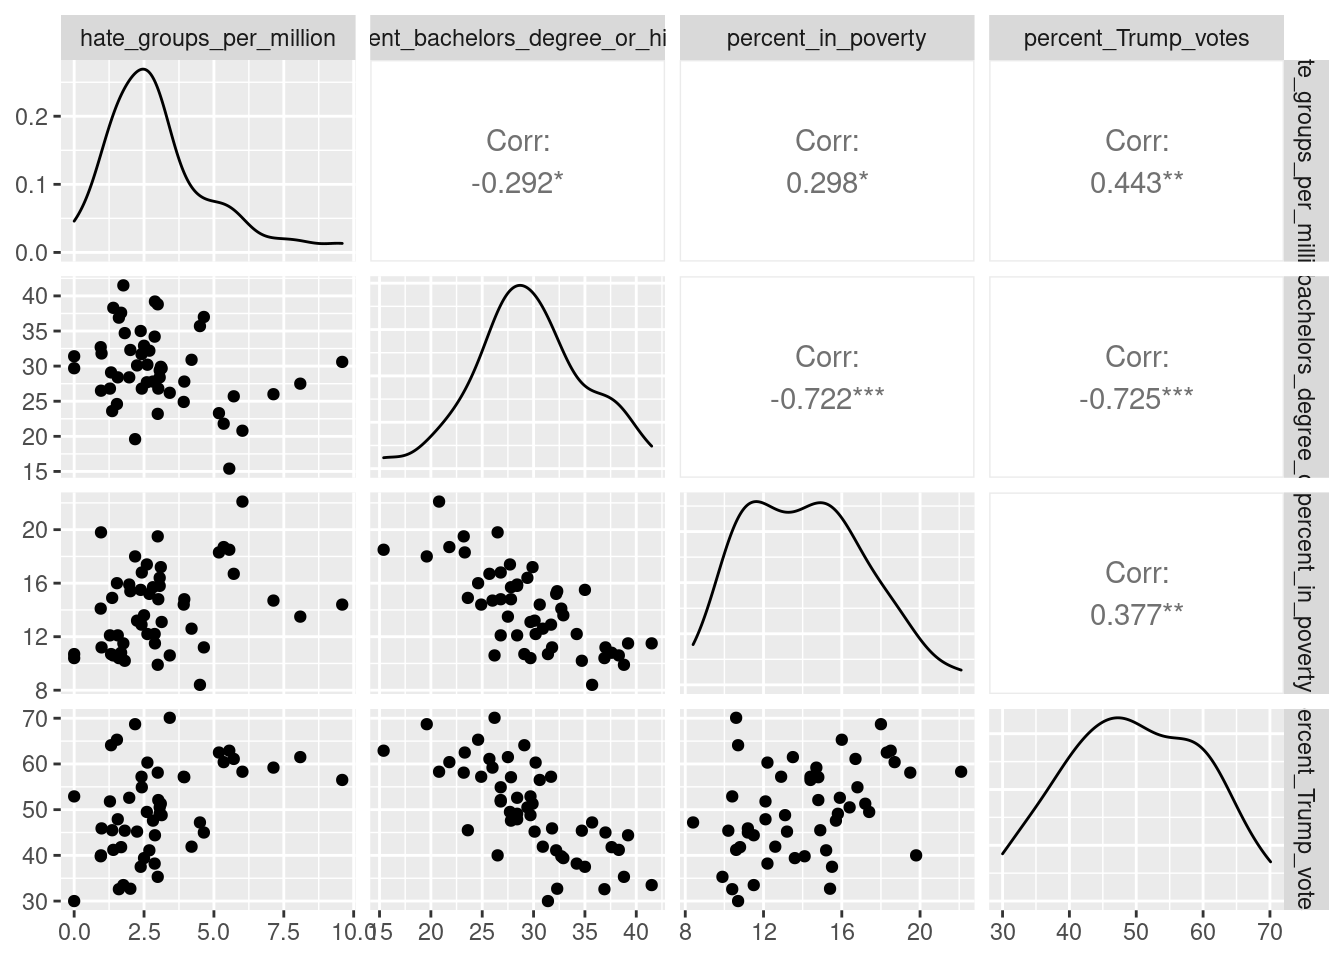 hate_groups_per_million
ent_bachelors_degree_or_hi
percent_in_poverty
percent_Trump_votes
0.2
0.1
0.0
Corr:
-0.292*
Corr:
0.298*
Corr:
0.443**
te_groups_per_milli
40
35
30
25
20
15
Corr:
-0.722***
Corr:
-0.725***
bachelors_degree_
20
16
12
8
Corr:
0.377**
percent_in_poverty
70
60
50
40
30
ercent_Trump_vote
0.0 2.5 5.0 7.5 10.0
15 20 25 30 35 40
8 12 16 20
30 40 50 60 70